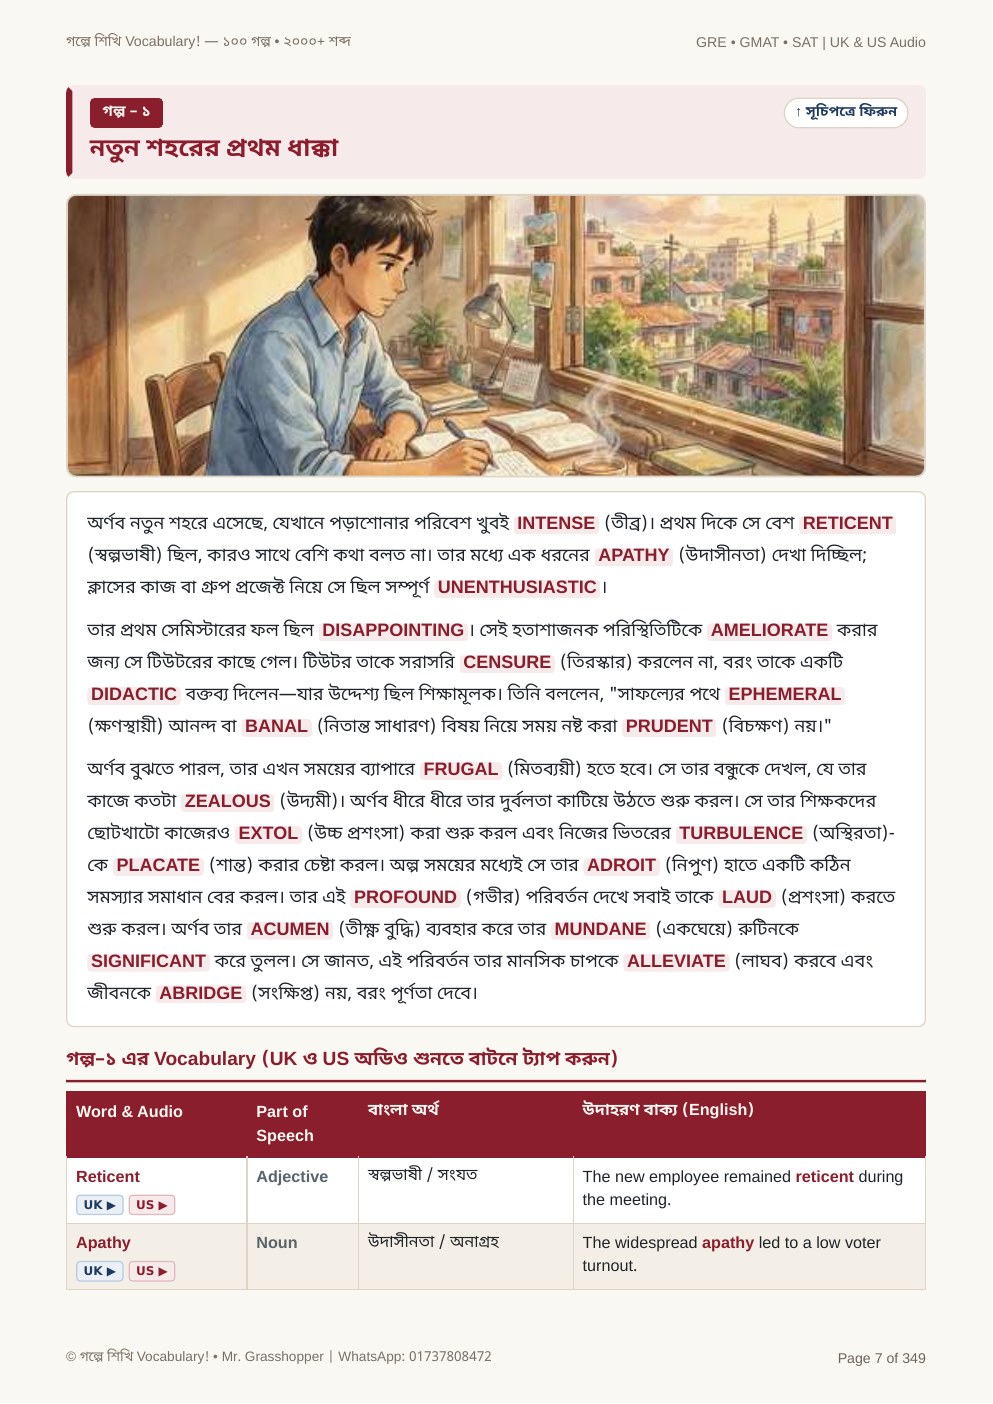 গল্পে শিখি Vocabulary! — ১০০ গল্প • ২০০০+ শব্দ
GRE • GMAT • SAT | UK & US Audio
গল্প – ১
↑ সূচিপত্রে ফিরুন
নতুন শহরের প্রথম ধাক্কা
অর্ণব নতুন শহরে এসেছে, যেখানে পড়াশোনার পরিবেশ খুবই INTENSE (তীব্র)। প্রথম দিকে সে বেশ RETICENT
(স্বল্পভাষী) ছিল, কারও সাথে বেশি কথা বলত না। তার মধ্যে এক ধরনের APATHY (উদাসীনতা) দেখা দিচ্ছিল;
ক্লাসের কাজ বা গ্রুপ প্রজেক্ট নিয়ে সে ছিল সম্পূর্ণ UNENTHUSIASTIC।
তার প্রথম সেমিস্টারের ফল ছিল DISAPPOINTING। সেই হতাশাজনক পরিস্থিতিটিকে AMELIORATE করার
জন্য সে টিউটরের কাছে গেল। টিউটর তাকে সরাসরি CENSURE (তিরস্কার) করলেন না, বরং তাকে একটি
DIDACTIC বক্তব্য দিলেন—যার উদ্দেশ্য ছিল শিক্ষামূলক। তিনি বললেন, "সাফল্যের পথে EPHEMERAL
(ক্ষণস্থায়ী) আনন্দ বা BANAL (নিতান্ত সাধারণ) বিষয় নিয়ে সময় নষ্ট করা PRUDENT (বিচক্ষণ) নয়।"
অর্ণব বুঝতে পারল, তার এখন সময়ের ব্যাপারে FRUGAL (মিতব্যয়ী) হতে হবে। সে তার বন্ধুকে দেখল, যে তার
কাজে কতটা ZEALOUS (উদ্যমী)। অর্ণব ধীরে ধীরে তার দুর্বলতা কাটিয়ে উঠতে শুরু করল। সে তার শিক্ষকদের
ছোটখাটো কাজেরও EXTOL (উচ্চ প্রশংসা) করা শুরু করল এবং নিজের ভিতরের TURBULENCE (অস্থিরতা)-
কে PLACATE (শান্ত) করার চেষ্টা করল। অল্প সময়ের মধ্যেই সে তার ADROIT (নিপুণ) হাতে একটি কঠিন
সমস্যার সমাধান বের করল। তার এই PROFOUND (গভীর) পরিবর্তন দেখে সবাই তাকে LAUD (প্রশংসা) করতে
শুরু করল। অর্ণব তার ACUMEN (তীক্ষ্ণ বুদ্ধি) ব্যবহার করে তার MUNDANE (একঘেয়ে) রুটিনকে
SIGNIFICANT করে তুলল। সে জানত, এই পরিবর্তন তার মানসিক চাপকে ALLEVIATE (লাঘব) করবে এবং
জীবনকে ABRIDGE (সংক্ষিপ্ত) নয়, বরং পূর্ণতা দেবে।
গল্প–১ এর Vocabulary (UK ও US অডিও শুনতে বাটনে ট্যাপ করুন)
Word & Audio
Part of
Speech
বাংলা অর্থ
উদাহরণ বাক্য (English)
Reticent
UK ▶ US ▶
Adjective
স্বল্পভাষী / সংযত
The new employee remained reticent during
the meeting.
Apathy
UK ▶ US ▶
Noun
উদাসীনতা / অনাগ্রহ
The widespread apathy led to a low voter
turnout.
© গল্পে শিখি Vocabulary! • Mr. Grasshopper | WhatsApp: 01737808472
Page 7 of 349